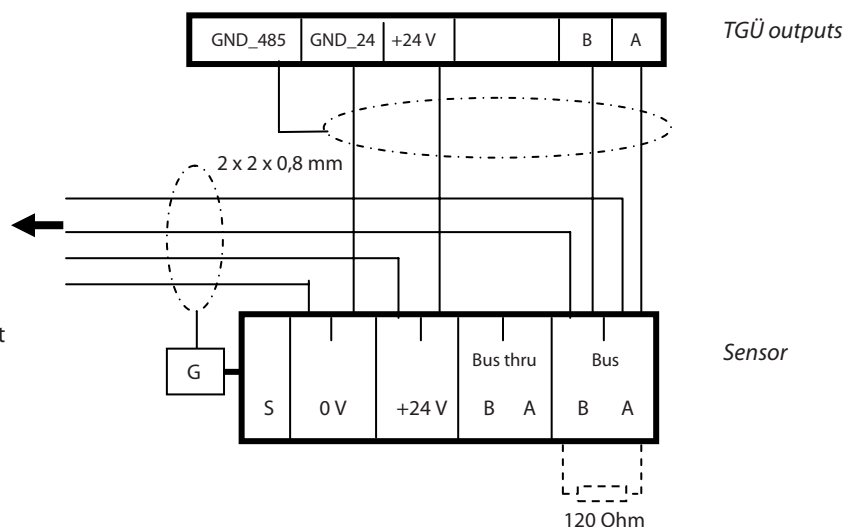 GND_485 GND_24 +24 V B A
TGÜ outputs
2 x 2 x 0,8 mm
t
G
Sensor
Bus thru Bus
S 0 V +24 V B A B A
120 Ohm